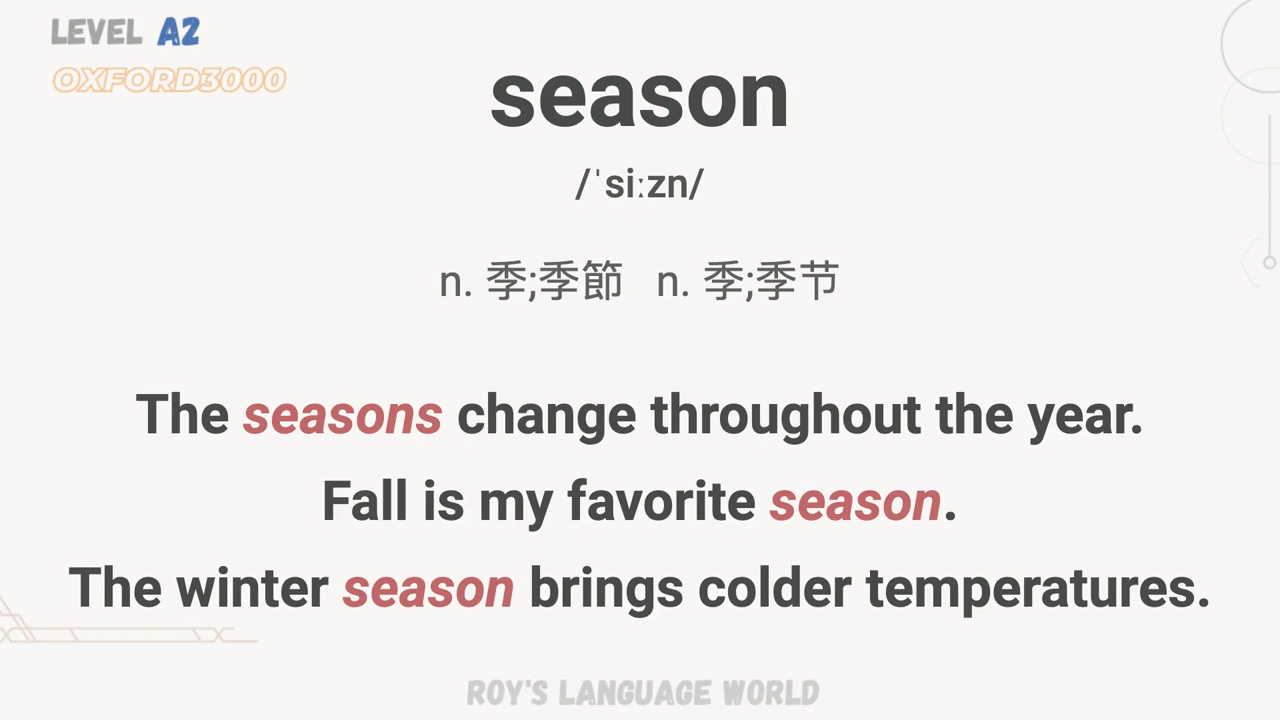 LEVEL A2
OXFORD3000
season
/ˈsiːzn/
n. 季;季節 n. 季;季节
The seasons change throughout the year.
Fall is my favorite season.
The winter season brings colder temperatures.
ROY'S LANGUAGE WORLD